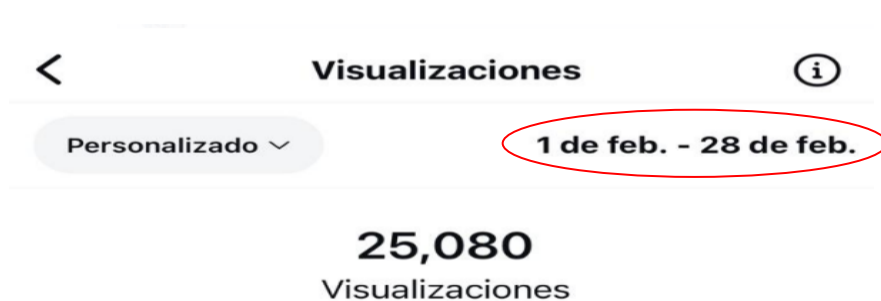 Visualizaciones
Personalizado
1 de feb. - 28 de feb.
25,080
Visualizaciones